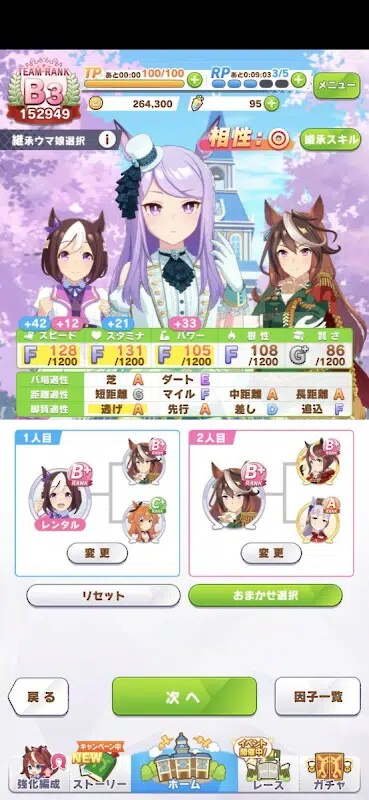 TEAM RANK
B3
152949
TP あと00:00 100/100
RP あと0:09:03 3/5
メニュー
264,300
95
継承ウマ娘選択
i
相性:◎
継承スキル
+42 +12 +21 +33
スピード スタミナ パワー 根性 賢さ
F 128 /1200
F 131 /1200
F 105 /1200
F 108 /1200
G+ 86 /1200
バ場適性 芝 A ダート E
距離適性 短距離 G マイル F 中距離 A 長距離 A
脚質適性 逃げ A 先行 A 差し D 追込 F
1人目
B+ RANK
B+ RANK
C+ RANK
レンタル
変更
2人目
B+ RANK
B+ RANK
A RANK
変更
リセット
おまかせ選択
戻る
次へ
因子一覧
強化編成
キャンペーン中
NEW
ストーリー
ホーム
イベント開催中!
レース
ガチャ